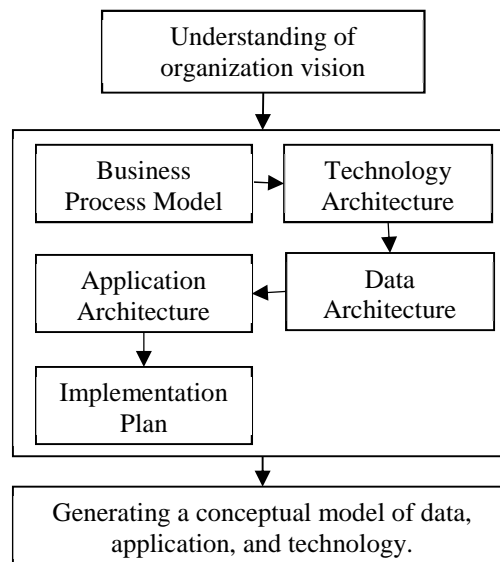 Understanding of
organization vision
Business
Process Model
Technology
Architecture
Data
Architecture
Application
Architecture
Implementation
Plan
Generating a conceptual model of data,
application, and technology.